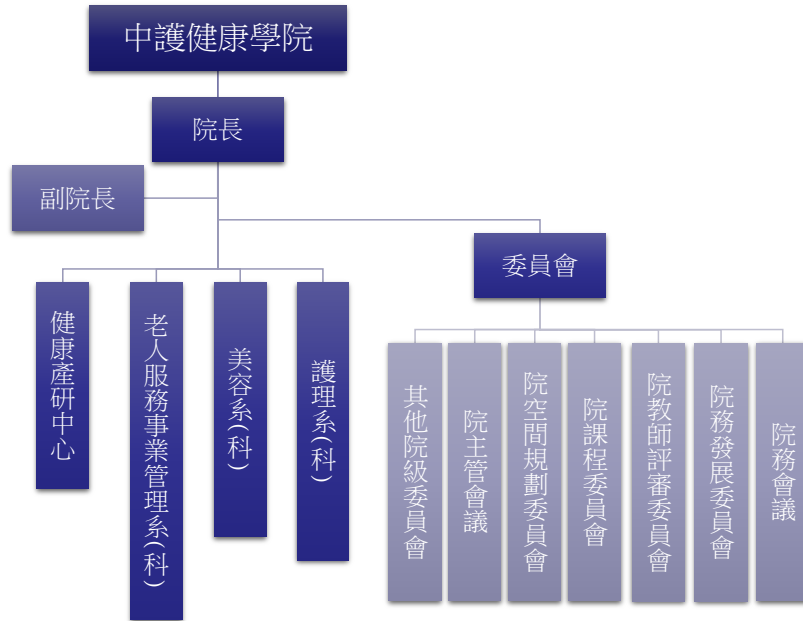 中護健康學院
院長
副院長
委員會
健康產研中心
老人服務事業管理系(科)
美容系(科)
護理系(科)
其他院級委員會
院主管會議
院空間規劃委員會
院課程委員會
院教師評審委員會
院務發展委員會
院務會議